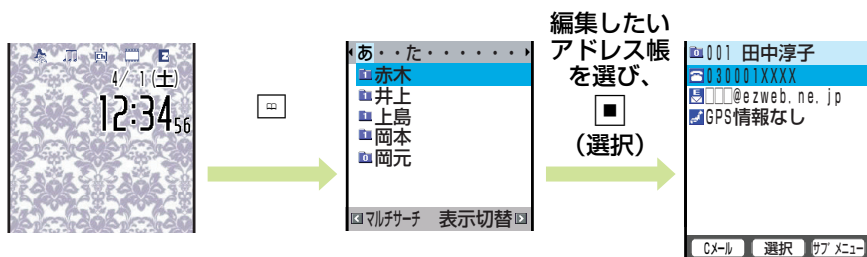 4/ 1(土)
12:34 56
あ・・た・・・・・・
赤木
井上
上島
岡本
岡元
マルチサーチ 表示切替
編集したい
アドレス帳
を選び、
■
(選択)
001 田中淳子
030001XXXX
□□□@ezweb.ne.jp
GPS情報なし
Cメール 選択 サブメニュー